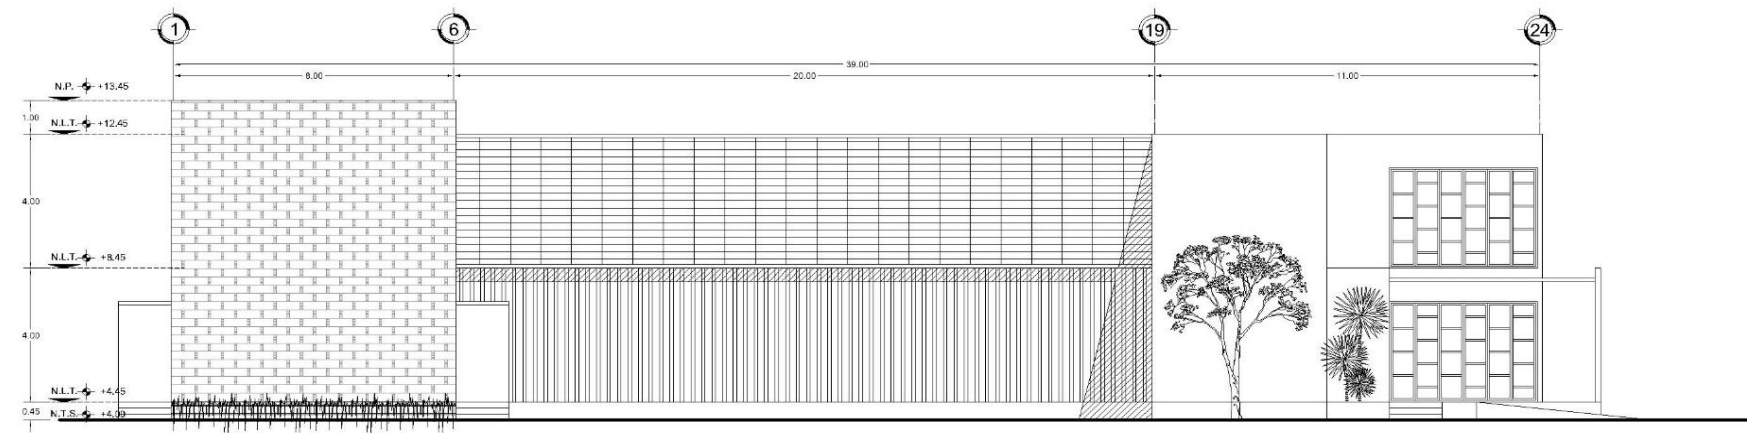 1 6 19 24
39.00
8.00 20.00 11.00
N.P. +13.45
1.00
N.L.T. +12.45
4.00
N.L.T. +8.45
4.00
N.L.T. +4.45
0.45
N.T.S. +4.00